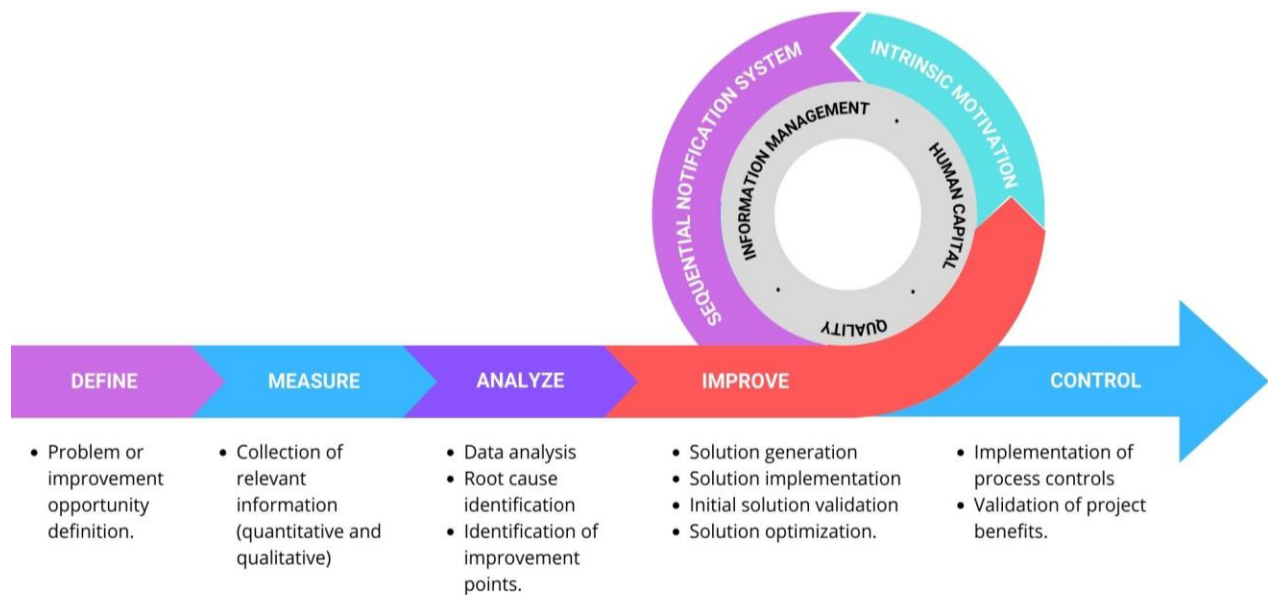 SEQUENTIAL NOTIFICATION SYSTEM
INTRINSIC MOTIVATION
INFORMATION MANAGEMENT
HUMAN CAPITAL
QUALITY
DEFINE
MEASURE
ANALYZE
IMPROVE
CONTROL
• Problem or
improvement
opportunity
definition.
• Collection of
relevant
information
(quantitative and
qualitative)
• Data analysis
• Root cause
identification
• Identification of
improvement
points.
• Solution generation
• Solution implementation
• Initial solution validation
• Solution optimization.
• Implementation of
process controls
• Validation of project
benefits.